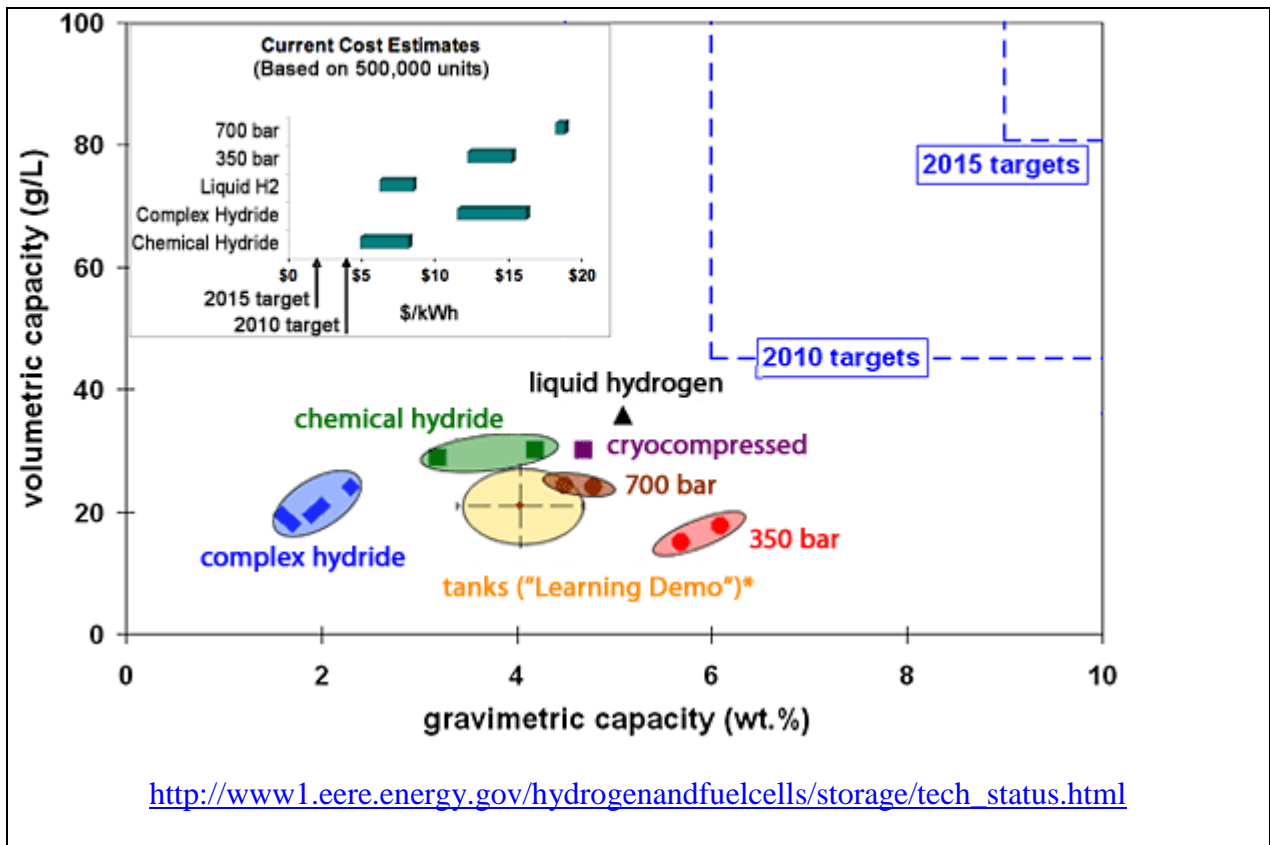 100
80
60
40
20
0
volumetric capacity (g/L)
Current Cost Estimates
(Based on 500,000 units)
700 bar
350 bar
Liquid H2
Complex Hydride
Chemical Hydride
$0 $5 $10 $15 $20
2015 target
$/kWh
2010 target
2015 targets
2010 targets
liquid hydrogen
chemical hydride
cryocompressed
700 bar
350 bar
complex hydride
tanks (“Learning Demo”)*
0 2 4 6 8 10
gravimetric capacity (wt.%)
http://www1.eere.energy.gov/hydrogenandfuelcells/storage/tech_status.html